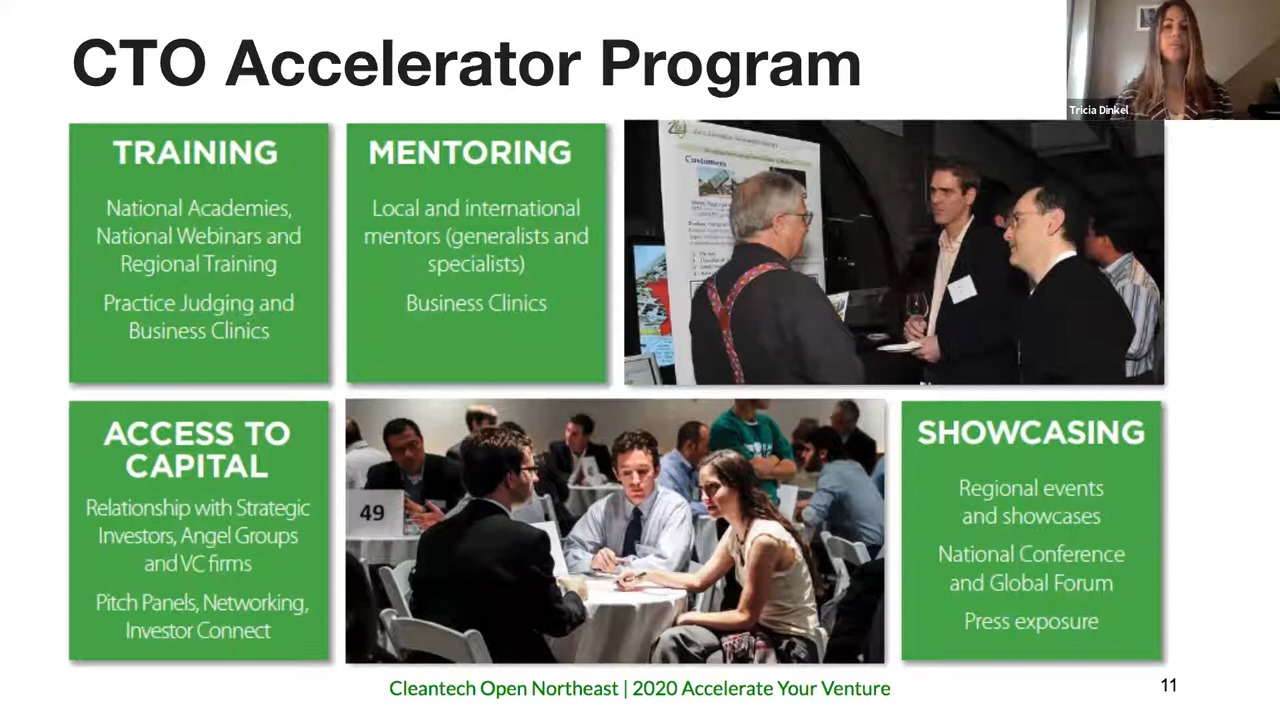 CTO Accelerator Program
Tricia Dinkel
TRAINING
National Academies,
National Webinars and
Regional Training
Practice Judging and
Business Clinics
MENTORING
Local and international
mentors (generalists and
specialists)
Business Clinics
Customers
ACCESS TO
CAPITAL
Relationship with Strategic
Investors, Angel Groups
and VC firms
Pitch Panels, Networking,
Investor Connect
49
SHOWCASING
Regional events
and showcases
National Conference
and Global Forum
Press exposure
Cleantech Open Northeast | 2020 Accelerate Your Venture
11